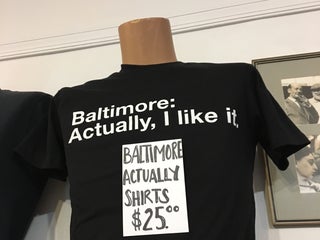 Baltimore:
Actually, I like it.
BALTIMORE
ACTUALLY
SHIRTS
$25.00